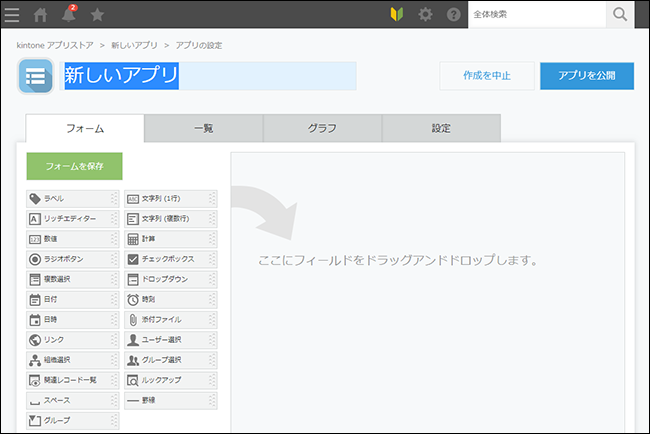 2
全体検索
kintone アプリストア > 新しいアプリ > アプリの設定
新しいアプリ
作成を中止
アプリを公開
フォーム
一覧
グラフ
設定
フォームを保存
ラベル
文字列 (1行)
リッチエディター
文字列 (複数行)
数値
計算
ラジオボタン
チェックボックス
複数選択
ドロップダウン
日付
時刻
日時
添付ファイル
リンク
ユーザー選択
組織選択
グループ選択
関連レコード一覧
ルックアップ
スペース
罫線
グループ
ここにフィールドをドラッグアンドドロップします。